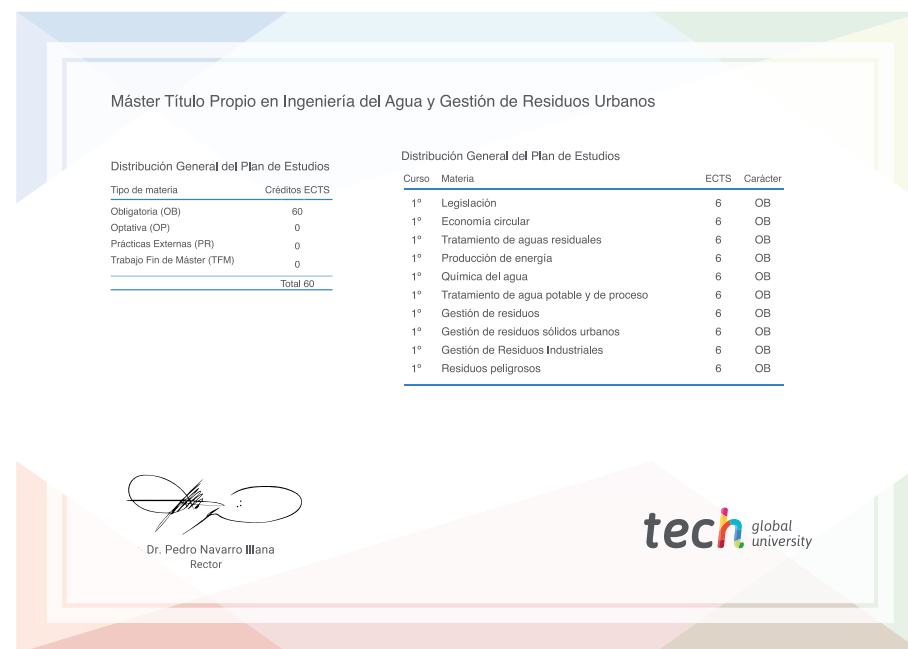 Máster Título Propio en Ingeniería del Agua y Gestión de Residuos Urbanos
Distribución General del Plan de Estudios
Tipo de materia Créditos ECTS
Obligatoria (OB) 60
Optativa (OP) 0
Prácticas Externas (PR) 0
Trabajo Fin de Máster (TFM) 0
Total 60
Distribución General del Plan de Estudios
Curso Materia ECTS Carácter
1º Legislación 6 OB
1º Economía circular 6 OB
1º Tratamiento de aguas residuales 6 OB
1º Producción de energía 6 OB
1º Química del agua 6 OB
1º Tratamiento de agua potable y de proceso 6 OB
1º Gestión de residuos 6 OB
1º Gestión de residuos sólidos urbanos 6 OB
1º Gestión de Residuos Industriales 6 OB
1º Residuos peligrosos 6 OB
Dr. Pedro Navarro Illana
Rector
tech global
university